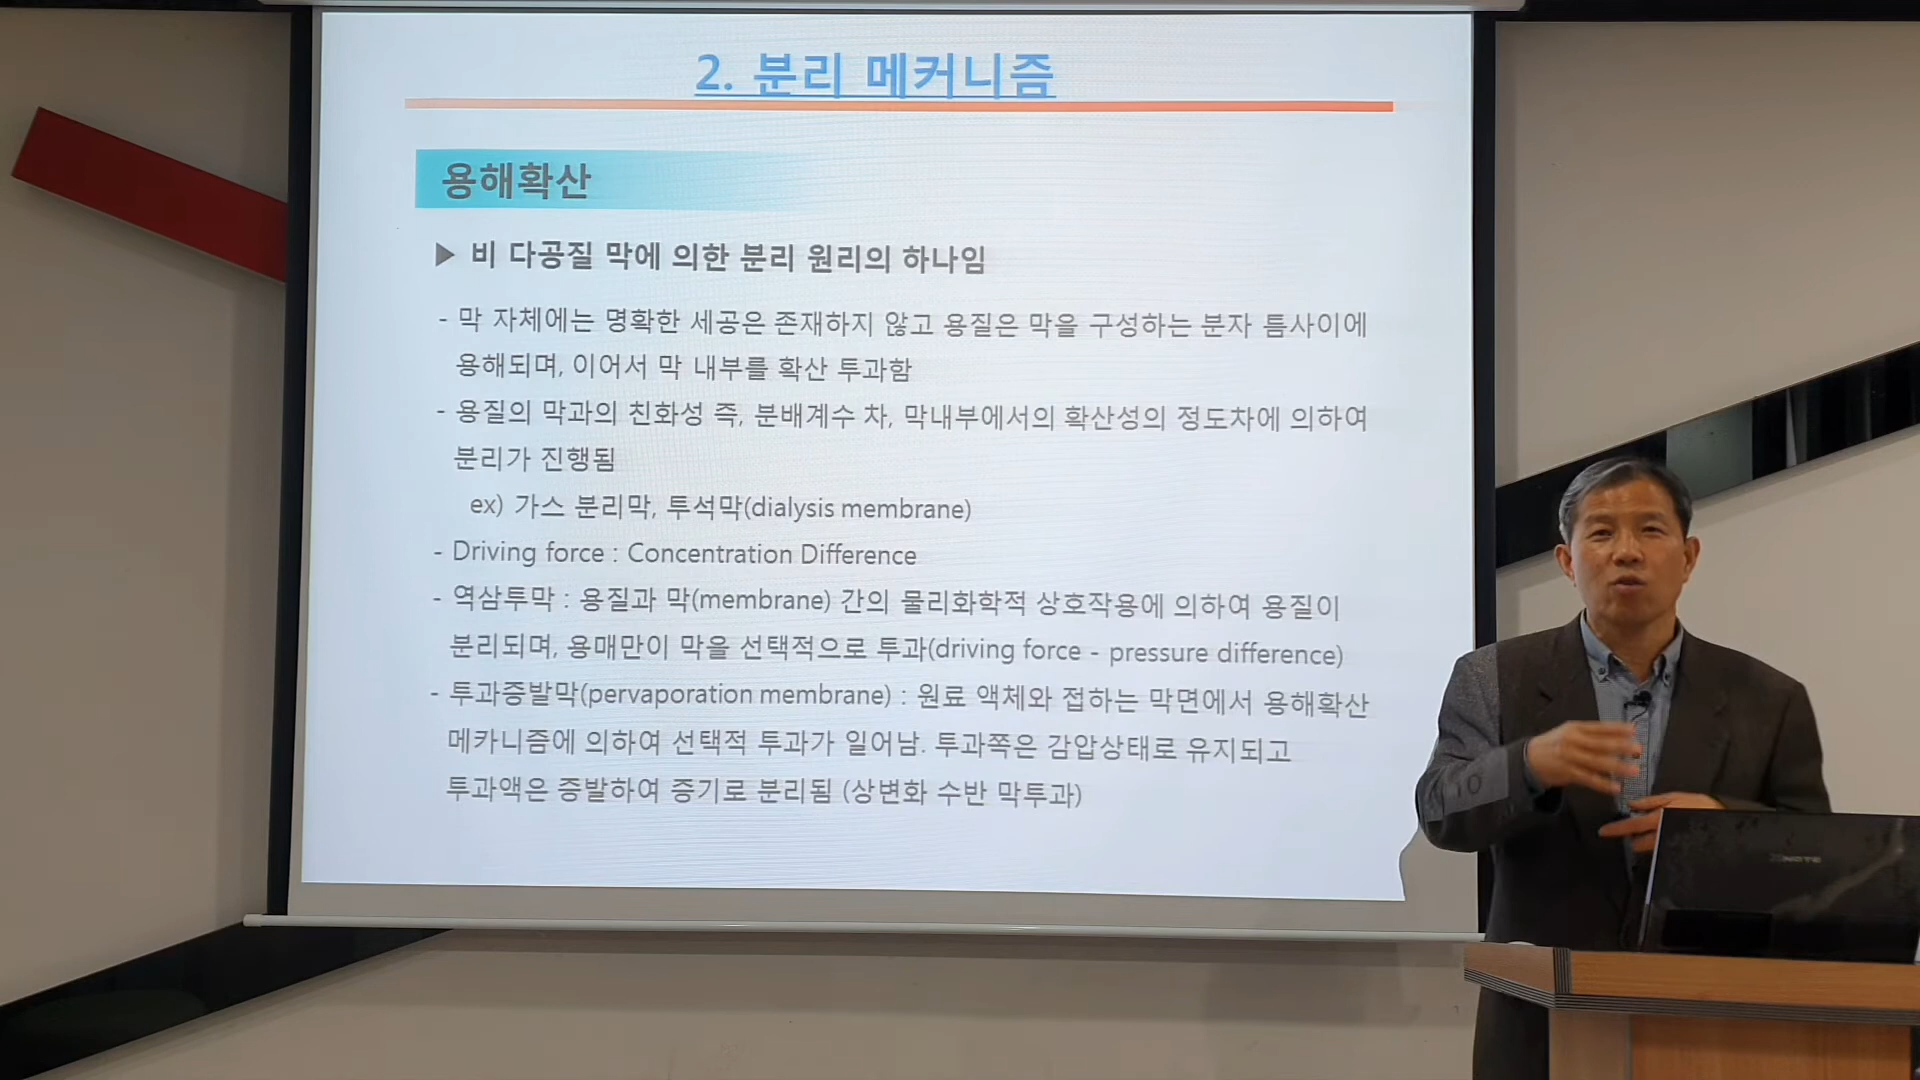 2. 분리 메커니즘
용해확산
▶ 비 다공질 막에 의한 분리 원리의 하나임
- 막 자체에는 명확한 세공은 존재하지 않고 용질은 막을 구성하는 분자 틈사이에
용해되며, 이어서 막 내부를 확산 투과함
- 용질의 막과의 친화성 즉, 분배계수 차, 막내부에서의 확산성의 정도차에 의하여
분리가 진행됨
ex) 가스 분리막, 투석막(dialysis membrane)
- Driving force : Concentration Difference
- 역삼투막 : 용질과 막(membrane) 간의 물리화학적 상호작용에 의하여 용질이
분리되며, 용매만이 막을 선택적으로 투과(driving force - pressure difference)
- 투과증발막(pervaporation membrane) : 원료 액체와 접하는 막면에서 용해확산
메카니즘에 의하여 선택적 투과가 일어남. 투과쪽은 감압상태로 유지되고
투과액은 증발하여 증기로 분리됨 (상변화 수반 막투과)